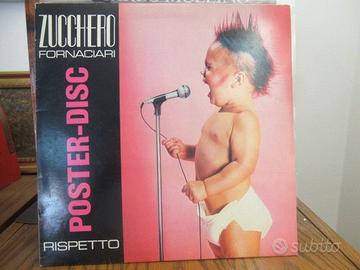 ZUCCHERO
FORNACIARI
POSTER-DISC
RISPETTO
subito